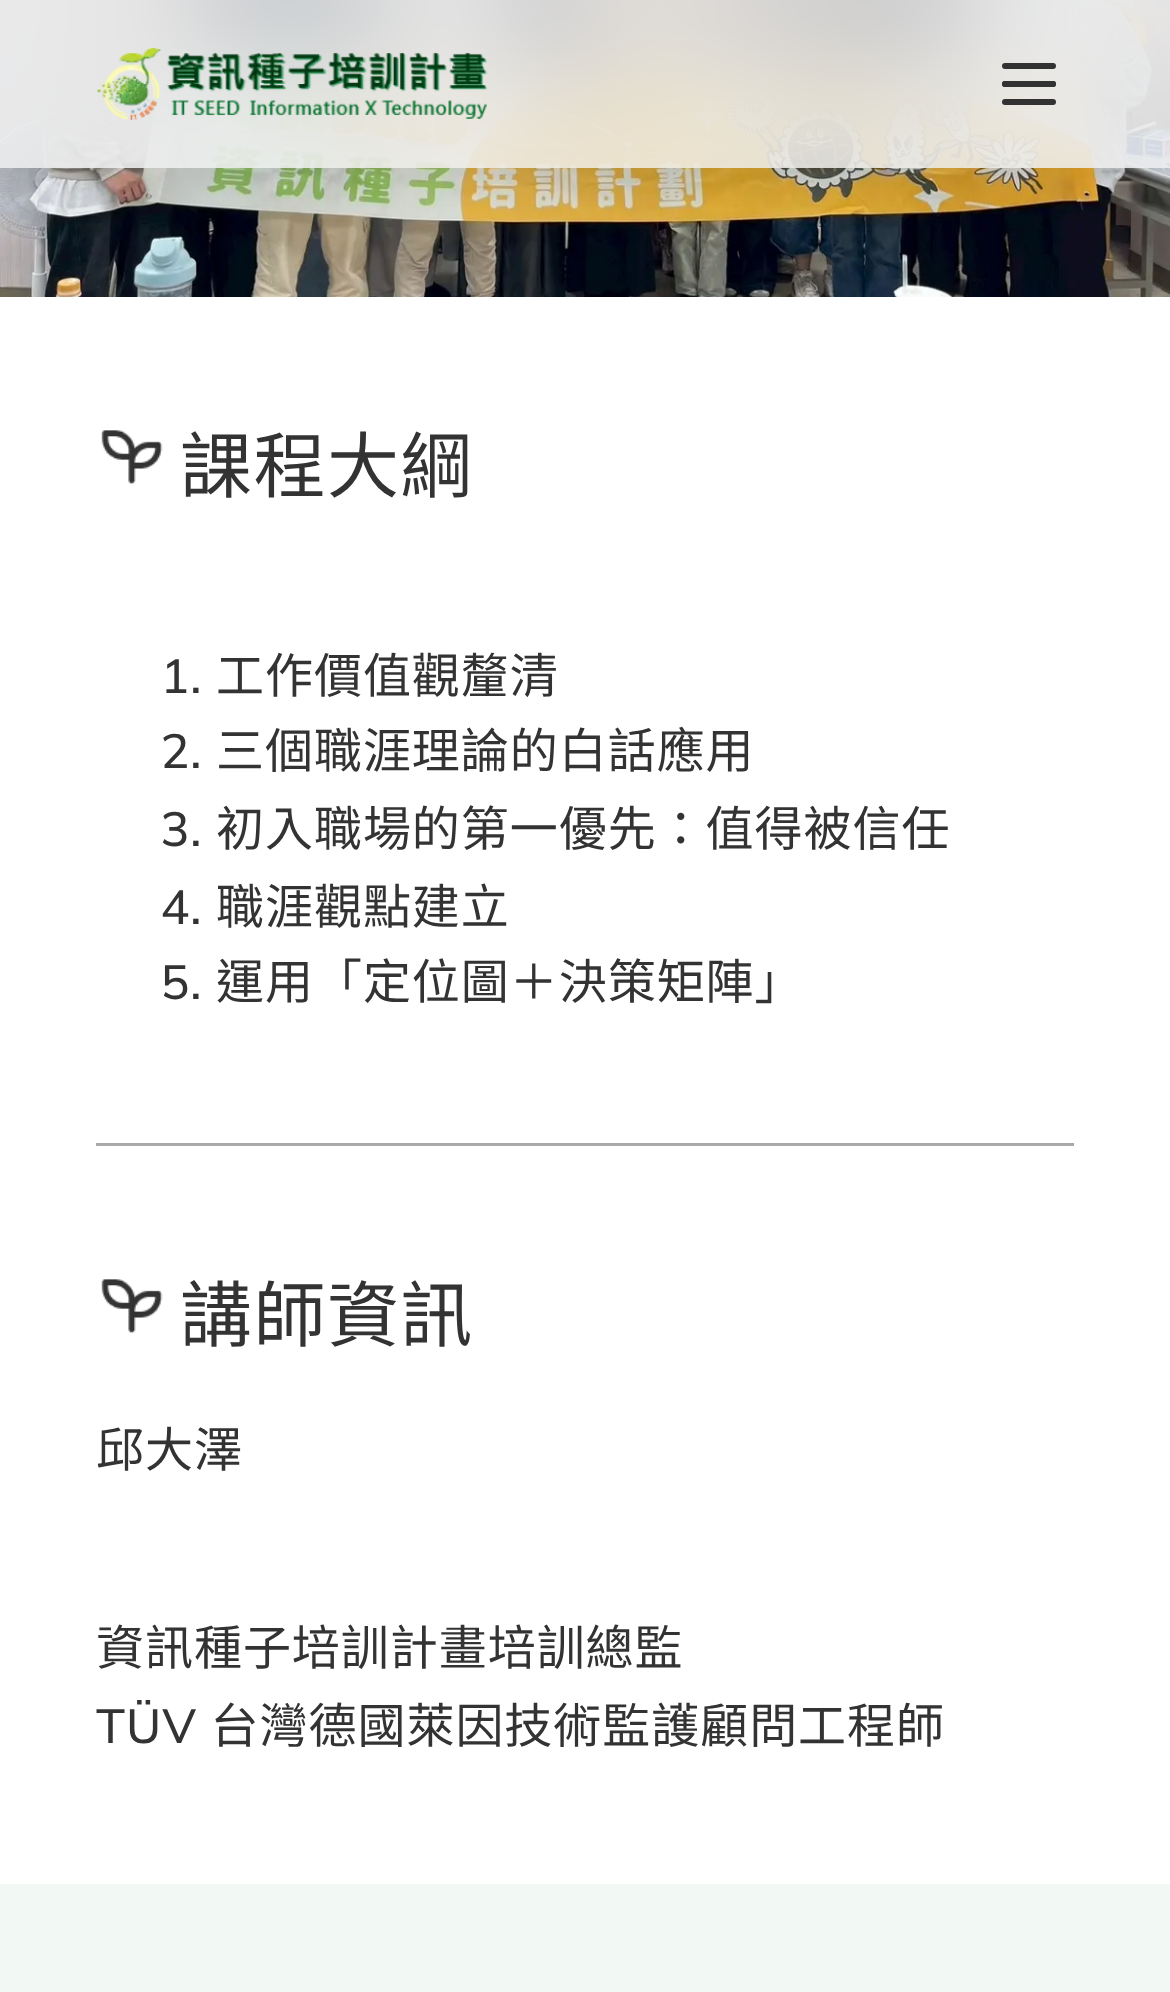 資訊種子培訓計畫
IT SEED Information X Technology
資訊種子培訓計劃
課程大綱
1. 工作價值觀釐清
2. 三個職涯理論的白話應用
3. 初入職場的第一優先：值得被信任
4. 職涯觀點建立
5. 運用「定位圖＋決策矩陣」
講師資訊
邱大澤
資訊種子培訓計畫培訓總監
TÜV 台灣德國萊因技術監護顧問工程師